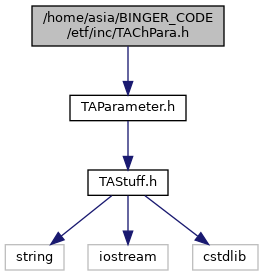 /home/asia/BINGER_CODE
/etf/inc/TAChPara.h
TAParameter.h
TAStuff.h
string
iostream
cstdlib